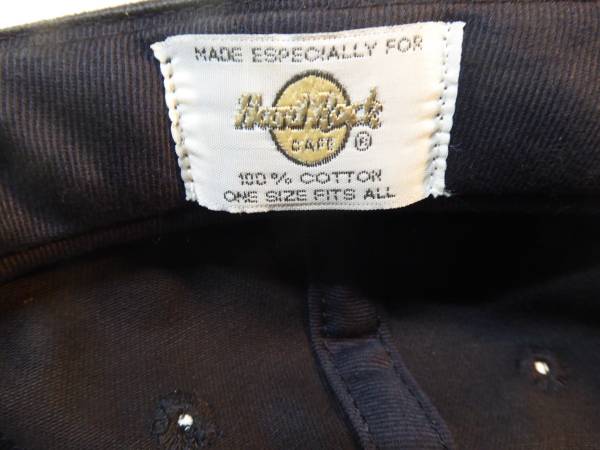 MADE ESPECIALLY FOR
Hard Rock
CAFE ®
100% COTTON
ONE SIZE FITS ALL